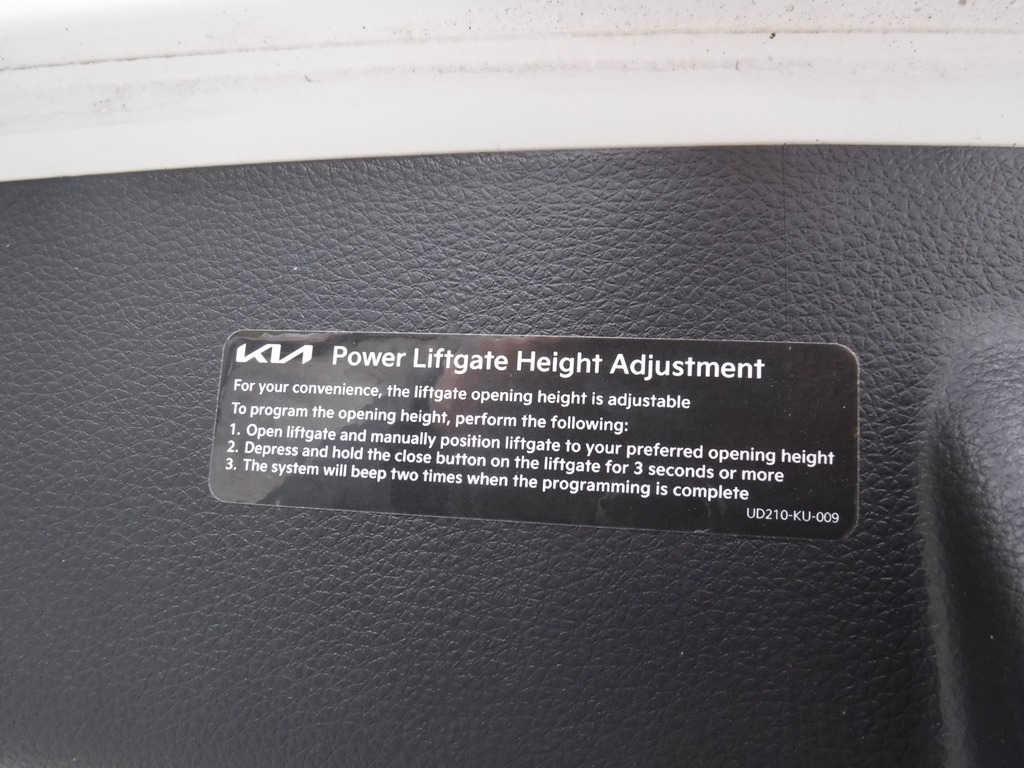 KIA Power Liftgate Height Adjustment
For your convenience, the liftgate opening height is adjustable
To program the opening height, perform the following:
1. Open liftgate and manually position liftgate to your preferred opening height
2. Depress and hold the close button on the liftgate for 3 seconds or more
3. The system will beep two times when the programming is complete
UD210-KU-009